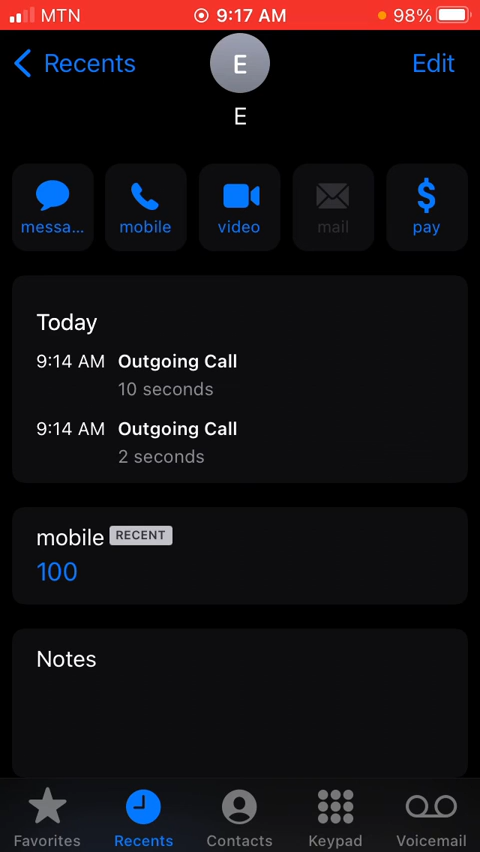 MTN 9:17 AM 98%
Recents E Edit
E
messa... mobile video mail pay
Today
9:14 AM Outgoing Call
10 seconds
9:14 AM Outgoing Call
2 seconds
mobile RECENT
100
Notes
Favorites Recents Contacts Keypad Voicemail